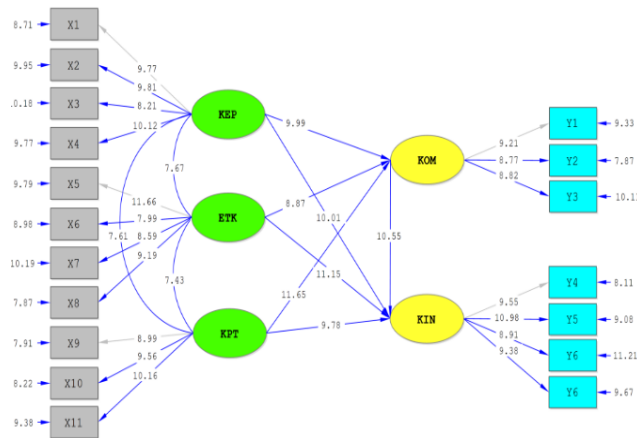 8.71 X1
9.95 X2
0.18 X3
9.77 X4
9.79 X5
8.98 X6
10.19 X7
7.87 X8
7.91 X9
8.22 X10
9.38 X11
9.77
9.81
8.21
10.12
11.66
7.99
8.59
9.19
8.99
9.56
10.16
7.67
7.61
7.43
KEP
ETK
KPT
9.99
10.01
8.87
11.15
11.65
9.78
10.55
KOM
KIN
9.21
8.77
8.82
9.55
10.98
8.91
9.38
Y1 9.33
Y2 7.87
Y3 10.11
Y4 8.11
Y5 9.08
Y6 11.21
Y6 9.67